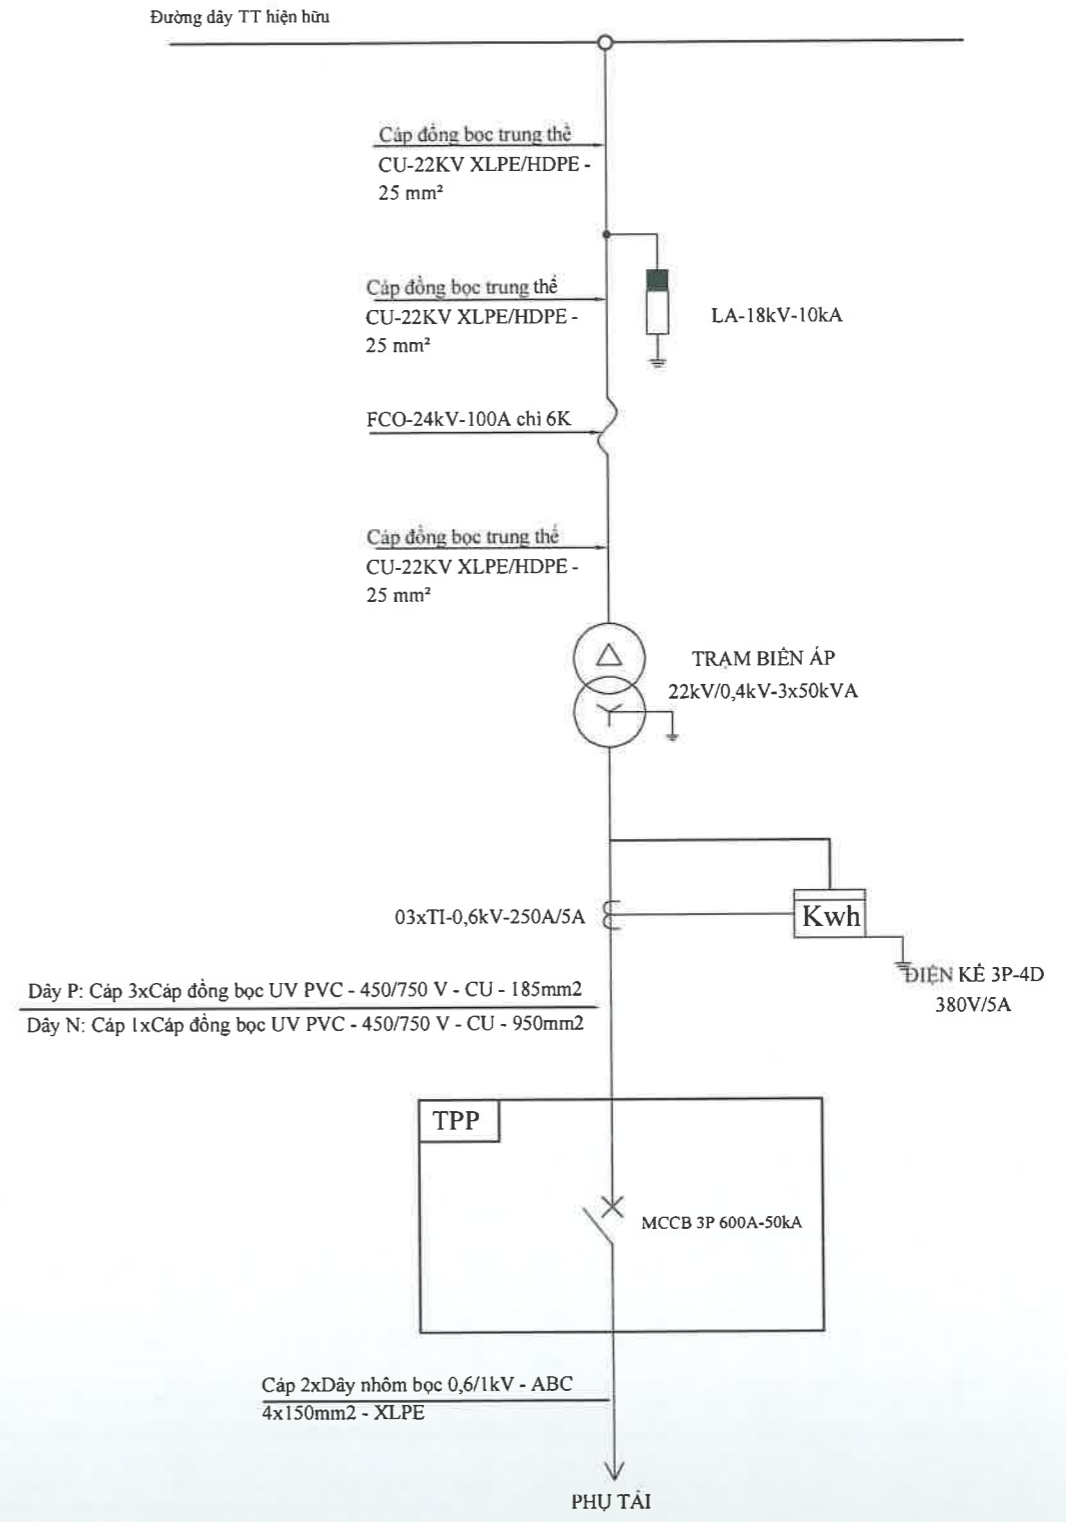 Đường dây TT hiện hữu
Cáp đồng bọc trung thế
CU-22KV XLPE/HDPE -
25 mm²
Cáp đồng bọc trung thế
CU-22KV XLPE/HDPE -
25 mm²
LA-18kV-10kA
FCO-24kV-100A chì 6K
Cáp đồng bọc trung thế
CU-22KV XLPE/HDPE -
25 mm²
TRẠM BIẾN ÁP
22kV/0,4kV-3x50kVA
03xTI-0,6kV-250A/5A
Kwh
ĐIỆN KẾ 3P-4D
380V/5A
Dây P: Cáp 3xCáp đồng bọc UV PVC - 450/750 V - CU - 185mm2
Dây N: Cáp 1xCáp đồng bọc UV PVC - 450/750 V - CU - 950mm2
TPP
MCCB 3P 600A-50kA
Cáp 2xDây nhôm bọc 0,6/1kV - ABC
4x150mm2 - XLPE
PHỤ TẢI